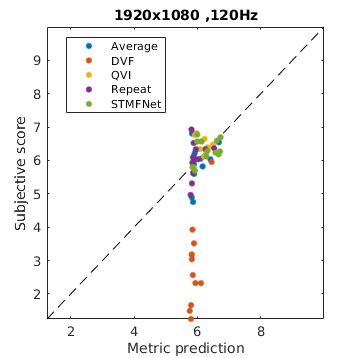 1920x1080 ,120Hz
Average
DVF
QVI
Repeat
STMFNet
Subjective score
9
8
7
6
5
4
3
2
2
4
6
8
Metric prediction